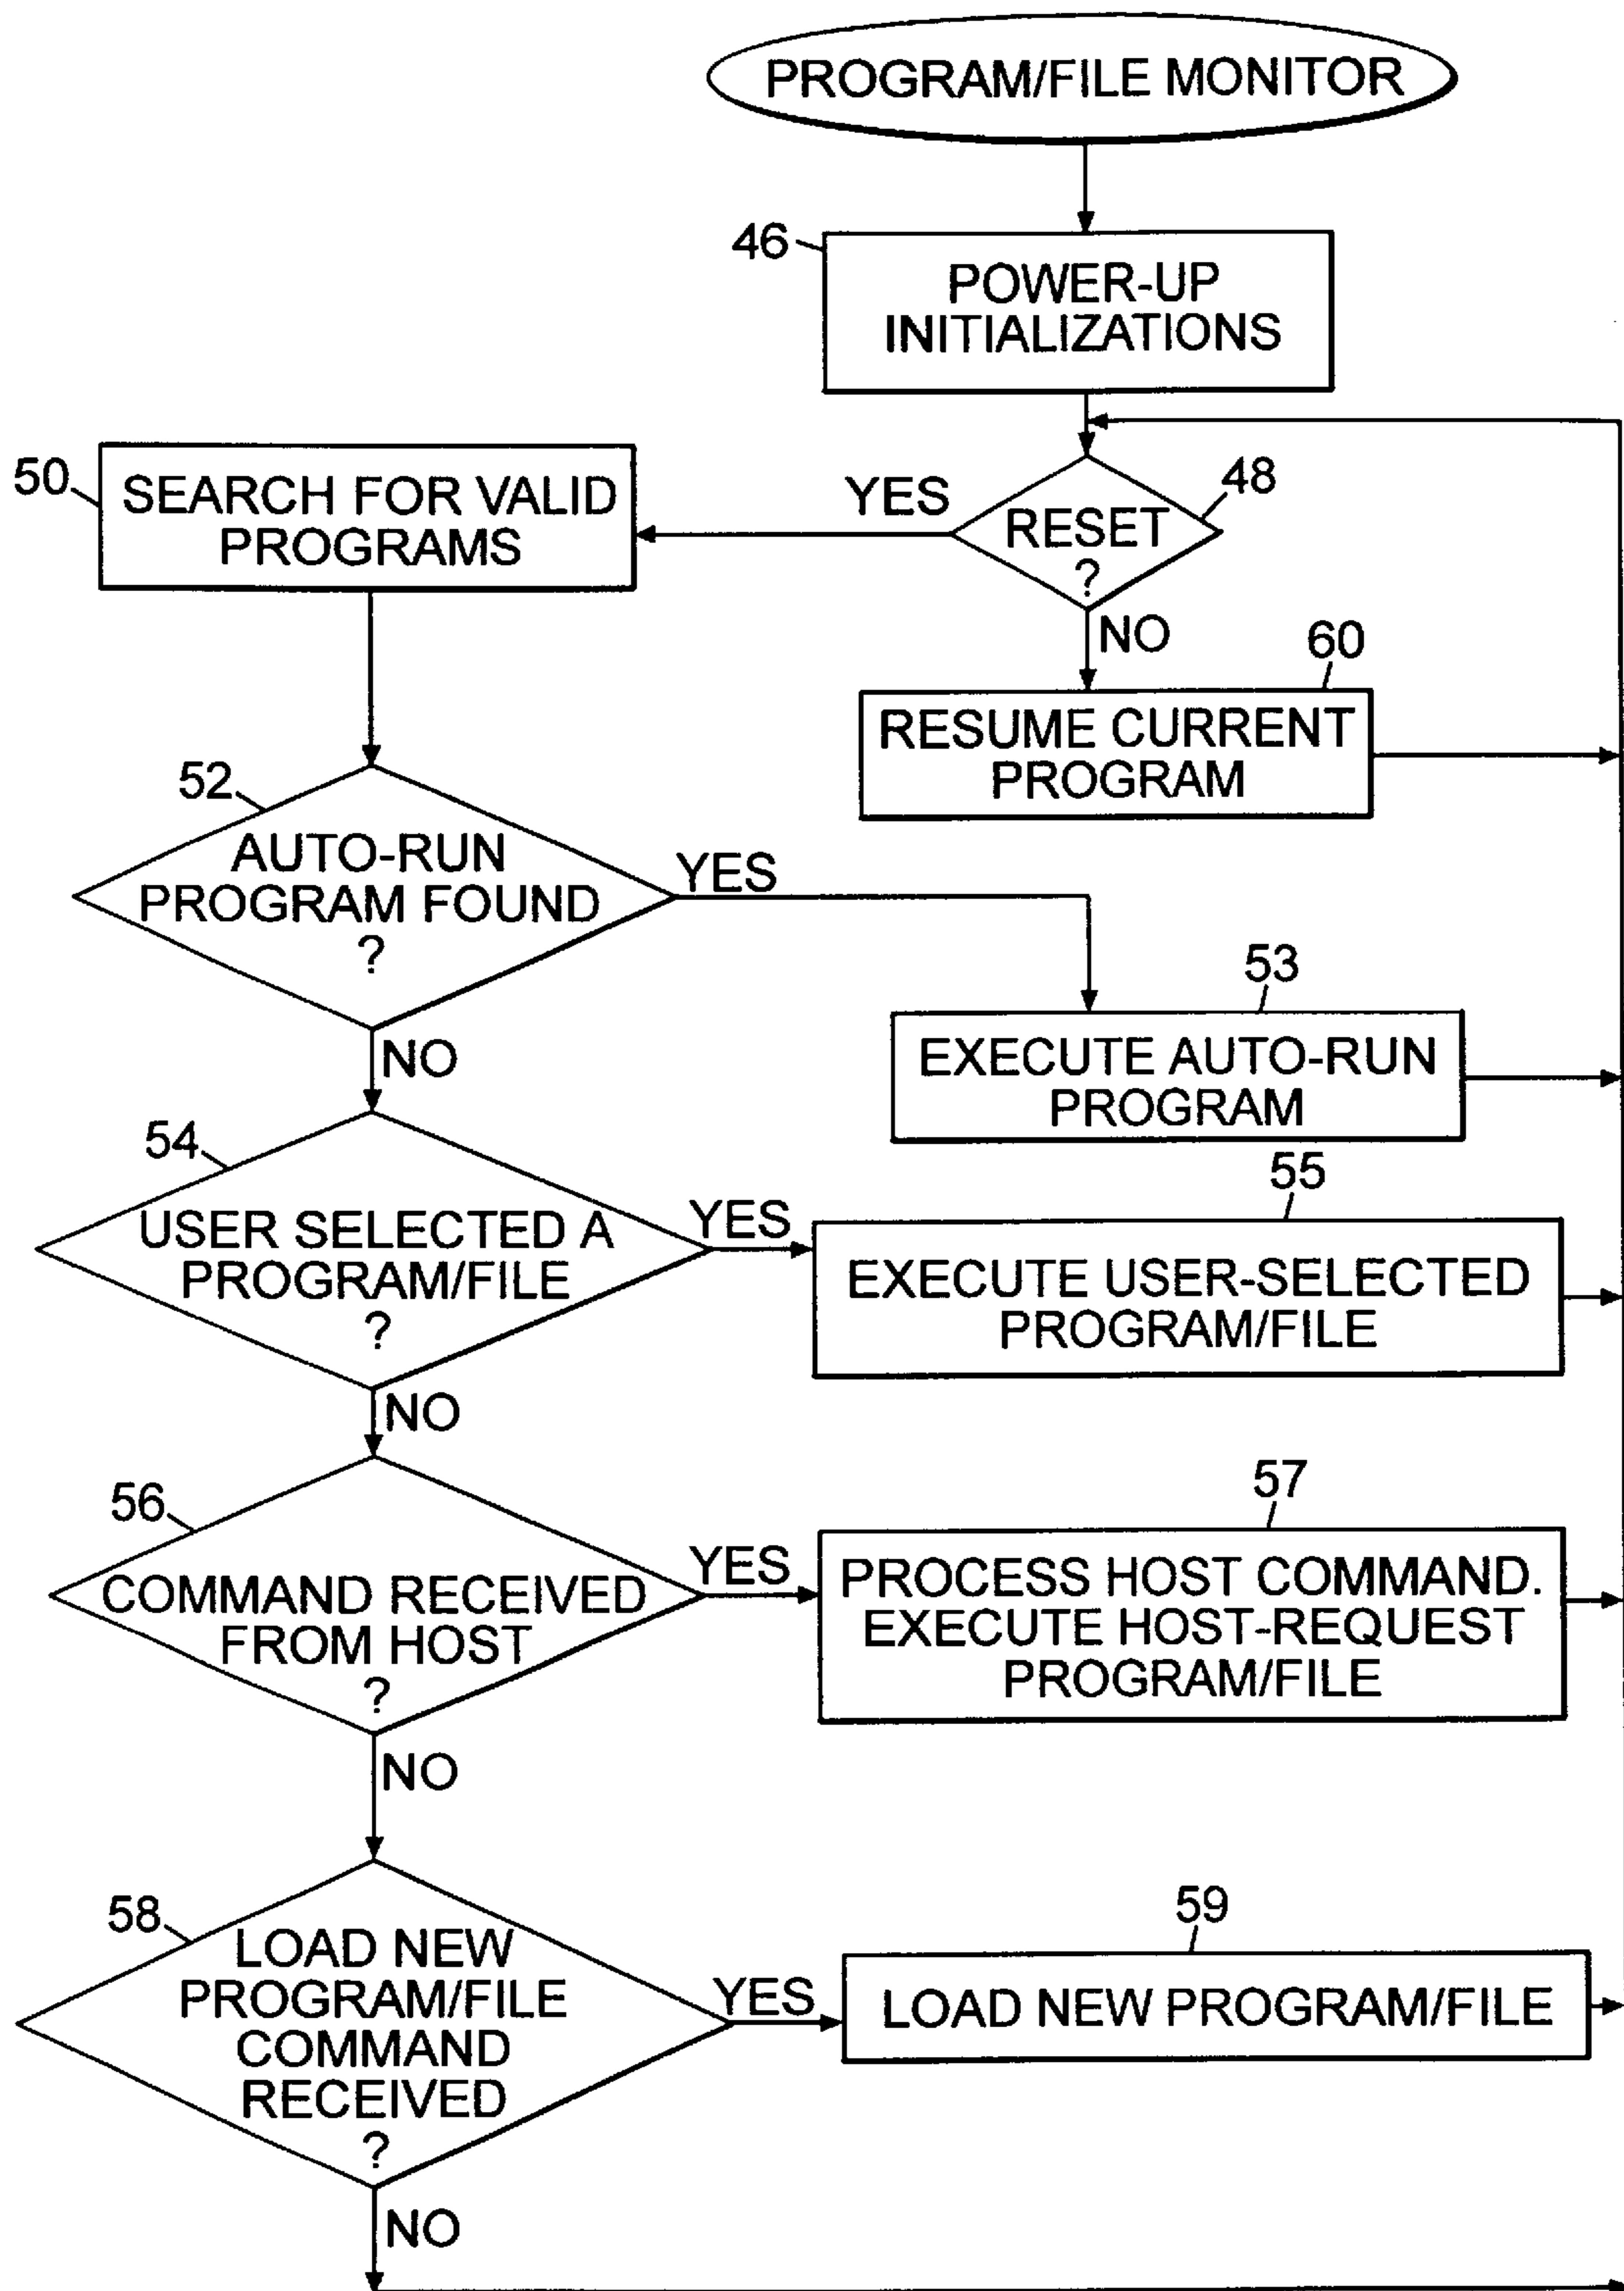 PROGRAM/FILE MONITOR
46
POWER-UP
INITIALIZATIONS
50
SEARCH FOR VALID
PROGRAMS
YES
48
RESET
?
NO
60
RESUME CURRENT
PROGRAM
52
AUTO-RUN
PROGRAM FOUND
?
YES
NO
53
EXECUTE AUTO-RUN
PROGRAM
54
USER SELECTED A
PROGRAM/FILE
?
YES
NO
55
EXECUTE USER-SELECTED
PROGRAM/FILE
56
COMMAND RECEIVED
FROM HOST
?
YES
NO
57
PROCESS HOST COMMAND.
EXECUTE HOST-REQUEST
PROGRAM/FILE
58
LOAD NEW
PROGRAM/FILE
COMMAND
RECEIVED
?
YES
NO
59
LOAD NEW PROGRAM/FILE